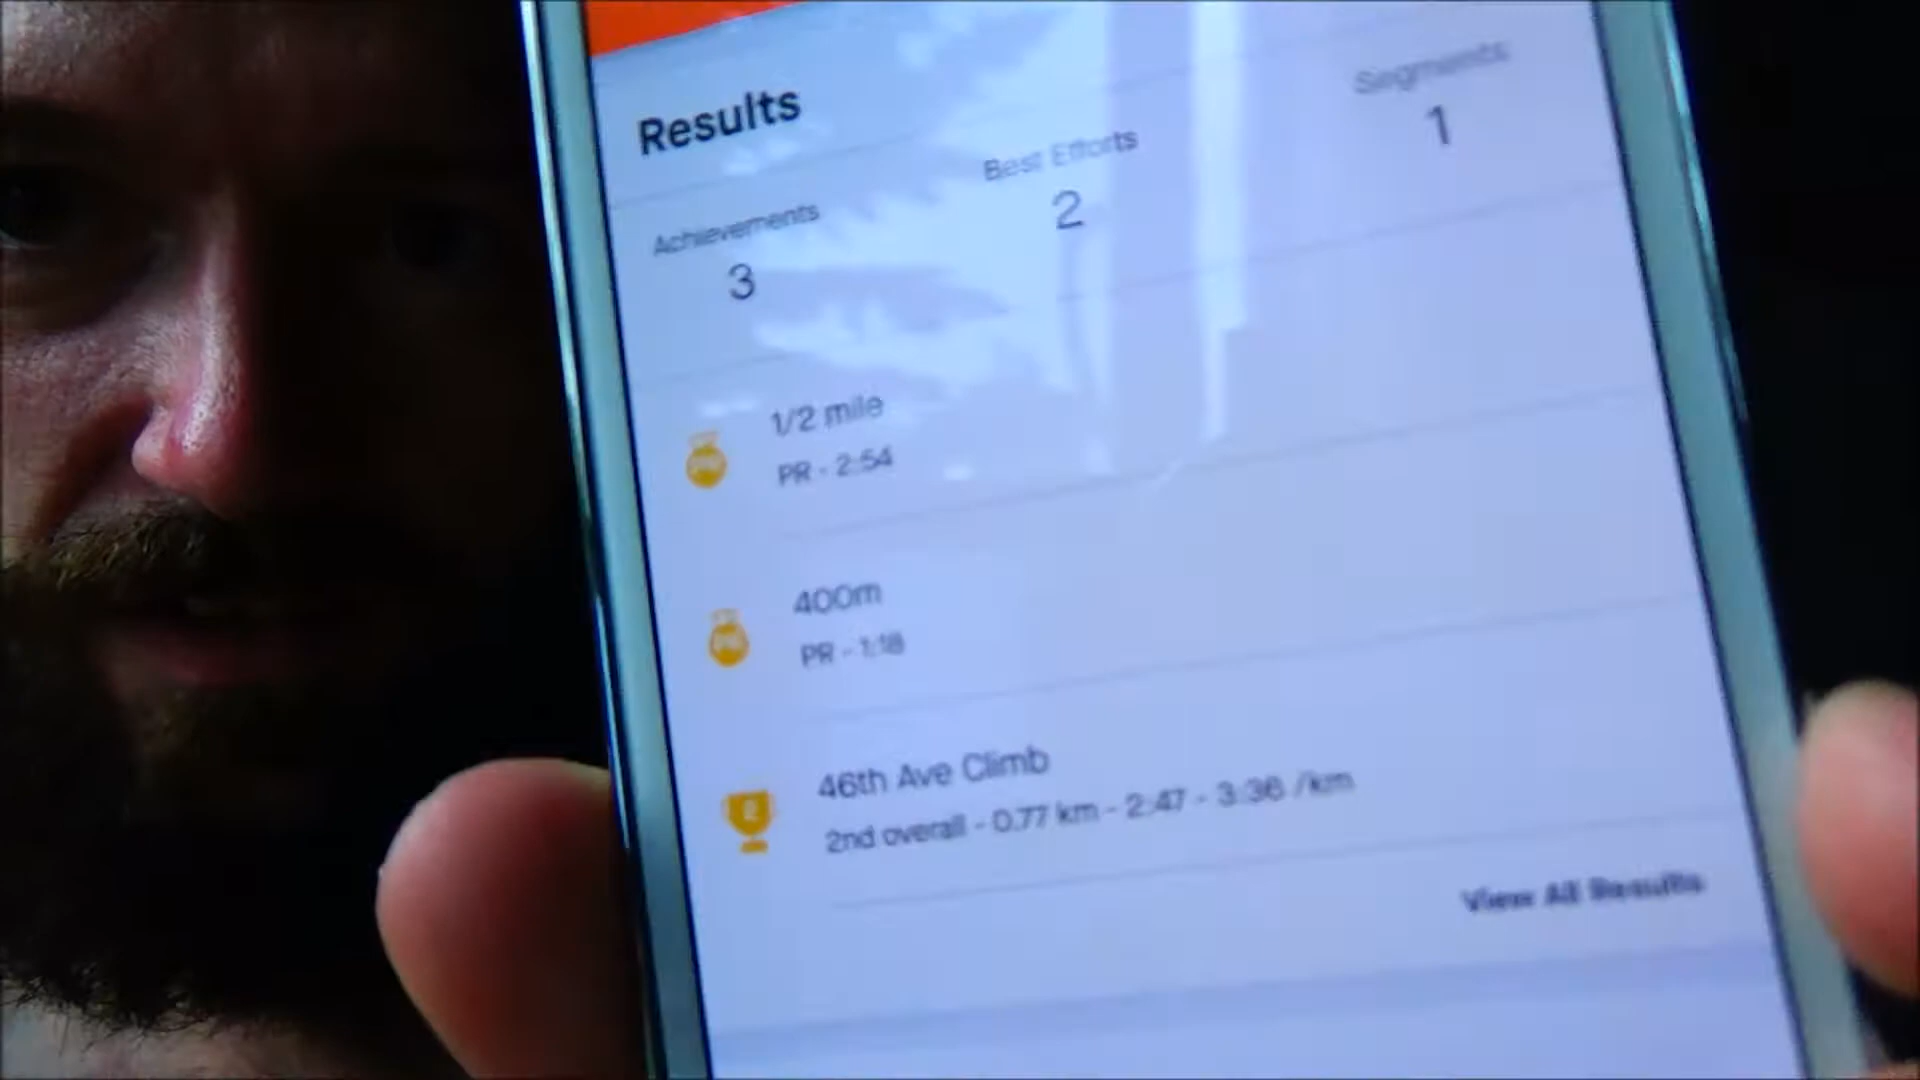 Results
Achievements
3
Best Efforts
2
Segments
1
1/2 mile
PR - 2:54
400m
PR - 1:18
46th Ave Climb
2nd overall - 0.77 km - 2:47 - 3:36 /km
2
View All Results